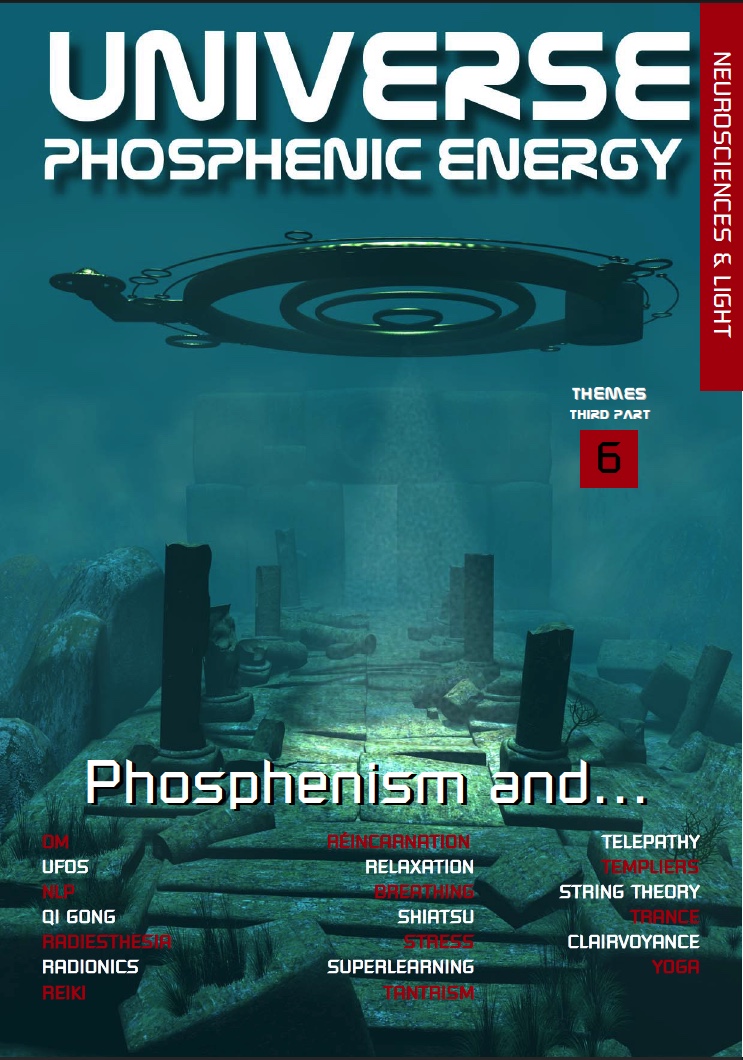 UNIVERSE
PHOSPHENIC ENERGY
NEUROSCIENCES & LIGHT
THEMES
THIRD PART
6
Phosphenism and...
OM
UFOS
NLP
QI GONG
RADIESTHESIA
RADIONICS
REIKI
RÉINCARNATION
RELAXATION
BREATHING
SHIATSU
STRESS
SUPERLEARNING
TANTRISM
TELEPATHY
TEMPLIERS
STRING THEORY
TRANCE
CLAIRVOYANCE
YOGA